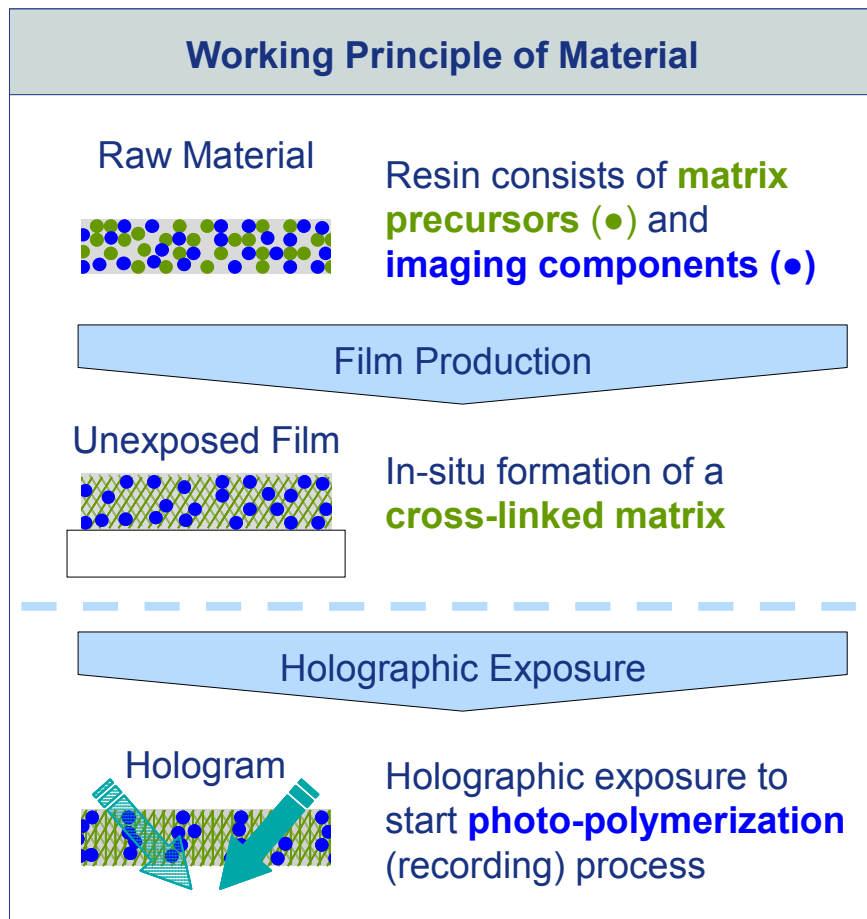 Working Principle of Material
Raw Material
Resin consists of matrix
precursors (●) and
imaging components (●)
Film Production
Unexposed Film
In-situ formation of a
cross-linked matrix
Holographic Exposure
Hologram
Holographic exposure to
start photo-polymerization
(recording) process